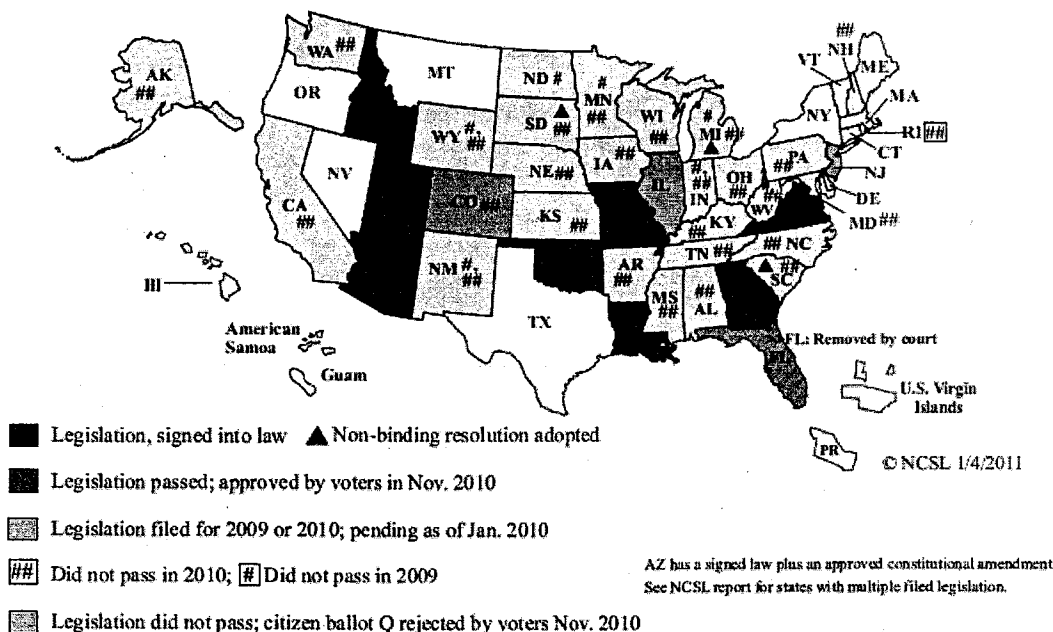 ##
NH
VT
ME
WA ##
AK
##
MT
ND #
#
MN
##
OR
SD
##
WI
##
#
MI ##
NY
MA
RI ##
CT
WY #,
##
IA ##
PA
##
NJ
NE ##
IL
#,
##
IN
OH
##
DE
NV
CO ##
##
WV
MD ##
CA
##
KS
##
KY
##
TN ##
## NC
NM #,
##
AR
##
##
SC
MS
##
##
AL
HI
TX
American
Samoa
Guam
FL: Removed by court
FL
U.S. Virgin
Islands
PR
Legislation, signed into law ▲ Non-binding resolution adopted
© NCSL 1/4/2011
Legislation passed; approved by voters in Nov. 2010
Legislation filed for 2009 or 2010; pending as of Jan. 2010
## Did not pass in 2010; # Did not pass in 2009
AZ has a signed law plus an approved constitutional amendment
See NCSL report for states with multiple filed legislation.
Legislation did not pass; citizen ballot Q rejected by voters Nov. 2010